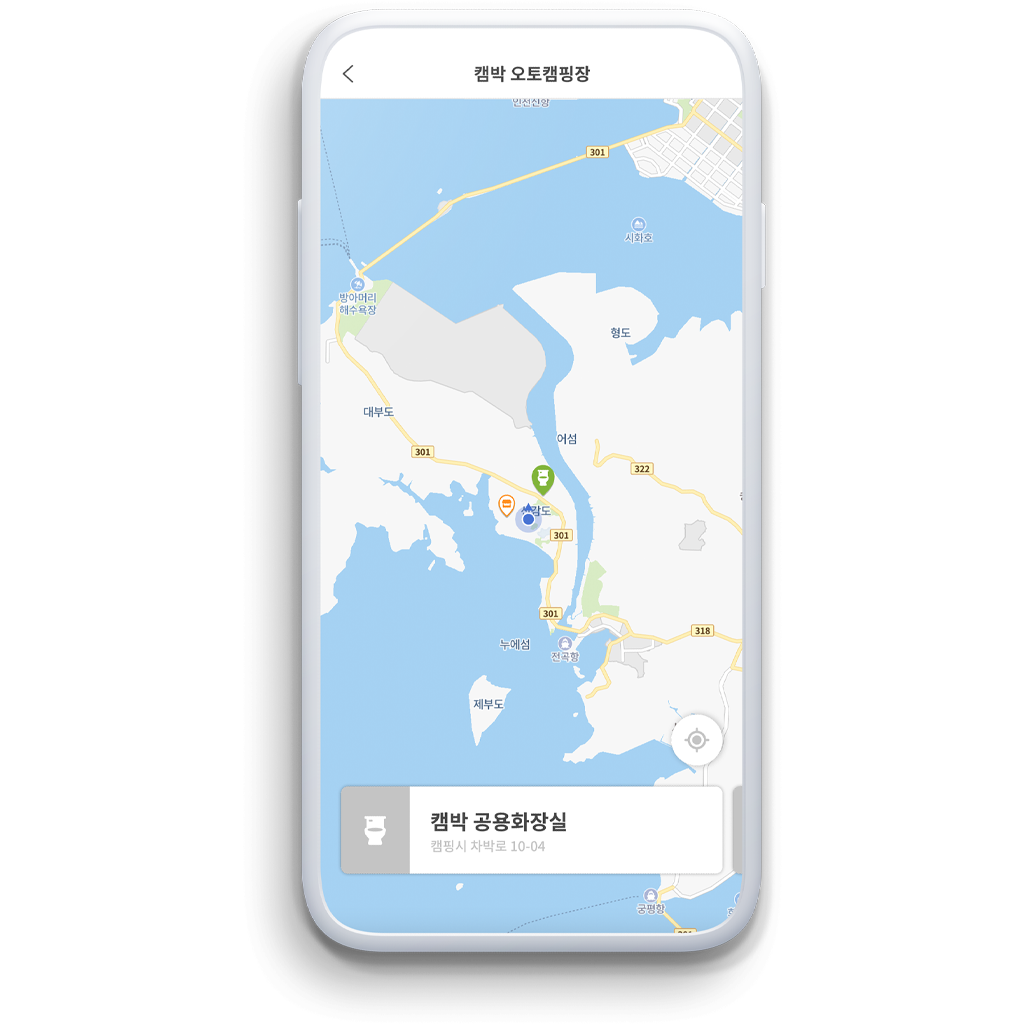 캠박 오토캠핑장
인천신항
301
시화호
방아머리
해수욕장
형도
대부도
어섬
301
322
301
301
318
누에섬
전곡항
제부도
캠박 공용화장실
캠핑시 차박로 10-04
궁평항
301